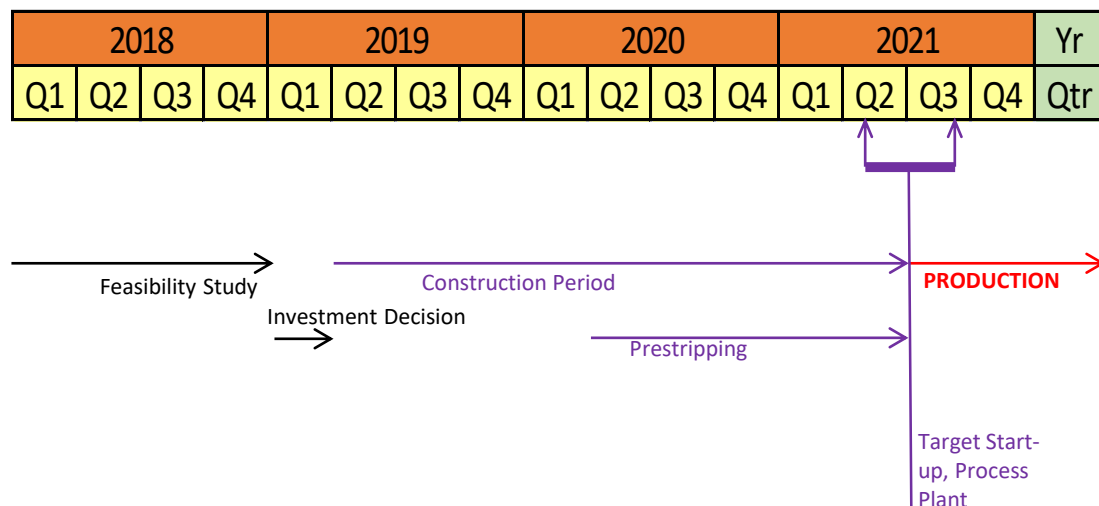 2018 2019 2020 2021 Yr
Q1 Q2 Q3 Q4 Q1 Q2 Q3 Q4 Q1 Q2 Q3 Q4 Q1 Q2 Q3 Q4 Qtr
Feasibility Study
Construction Period
PRODUCTION
Investment Decision
Prestripping
Target Start-
up, Process
Plant